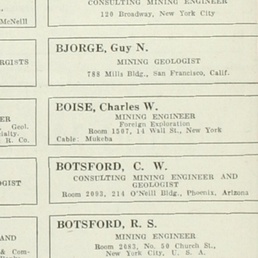 CONSULTING MINING ENGINEER
120 Broadway, New York City
McNeill
BJORGE, Guy N.
MINING GEOLOGIST
788 Mills Bldg., San Francisco, Calif.
RGISTS
BOISE, Charles W.
MINING ENGINEER
Foreign Exploration
Room 1507, 14 Wall St., New York
Cable: Mukeba
ER
, Geol.
cialty.
R. Co.
BOTSFORD, C. W.
CONSULTING MINING ENGINEER AND
GEOLOGIST
Room 2003, 214 O'Neill Bldg., Phoenix, Arizona
OGIST
BOTSFORD, R. S.
MINING ENGINEER
Room 2083, No. 50 Church St.,
New York City, U. S. A.
AND
& Com-